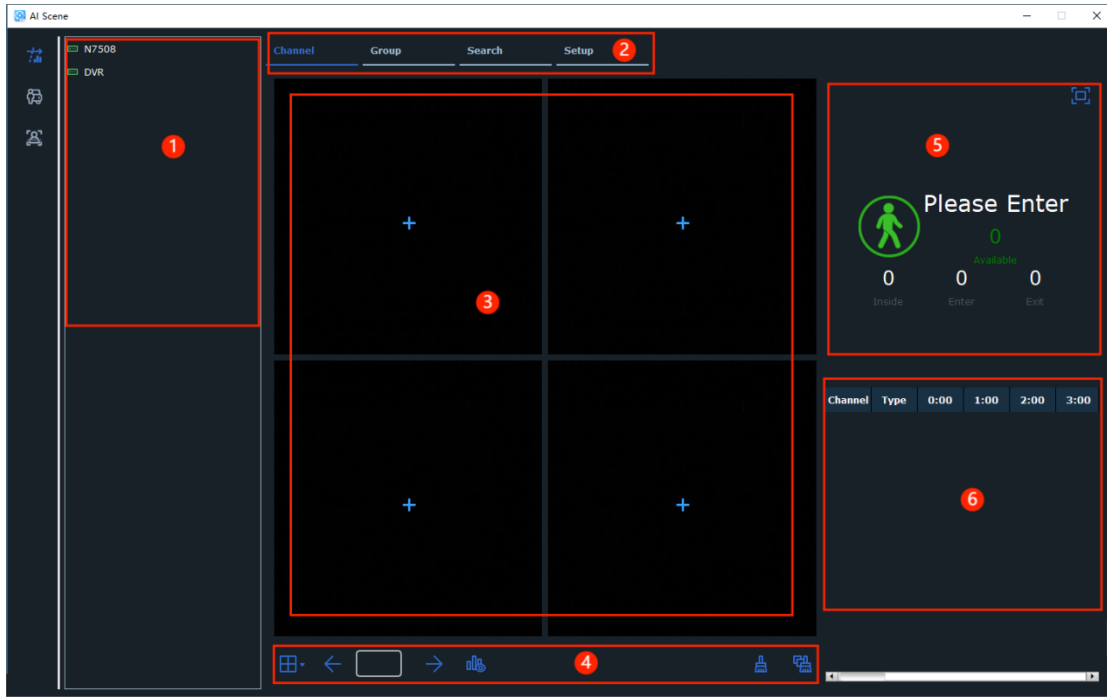 AI Scene
N7508
DVR
1
Channel Group Search Setup 2
3
4
5
Please Enter
0
Available
0 0 0
Inside Enter Exit
Channel Type 0:00 1:00 2:00 3:00
6